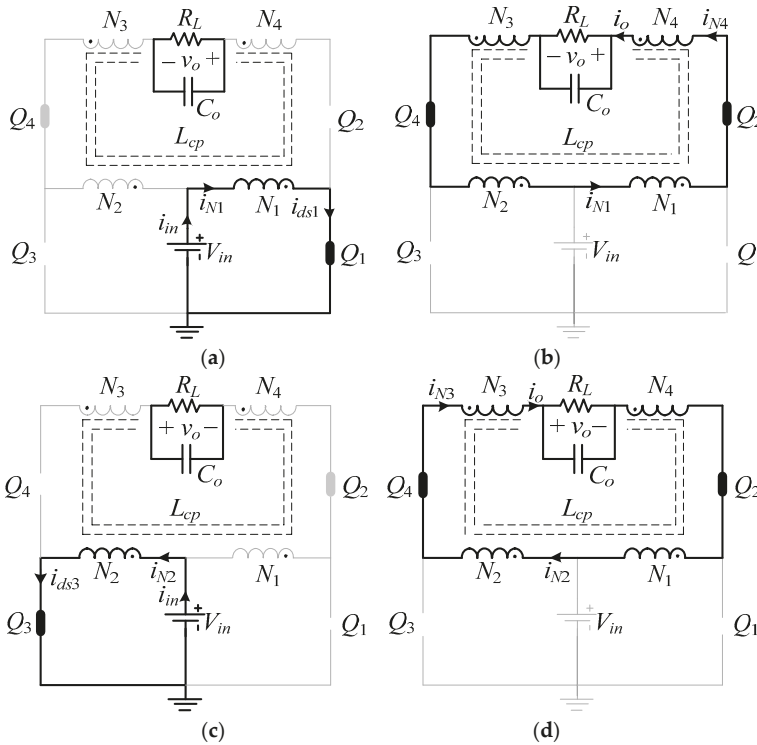 N3 RL N4
− vo +
Co
Q4 Q2
Lcp
N2 iN1 N1 ids1
iin
Q3 Vin Q1
(a)
N3 RL io N4 iN4
− vo +
Co
Q4 Q2
Lcp
N2 iN1 N1
Q3 Vin Q
(b)
N3 RL N4
+ vo −
Co
Q4 Q2
Lcp
ids3 N2 iN2 N1
iin
Q3 Vin Q1
(c)
iN3 N3 io RL N4
+ vo −
Co
Q4 Q2
Lcp
N2 iN2 N1
Q3 Vin Q1
(d)